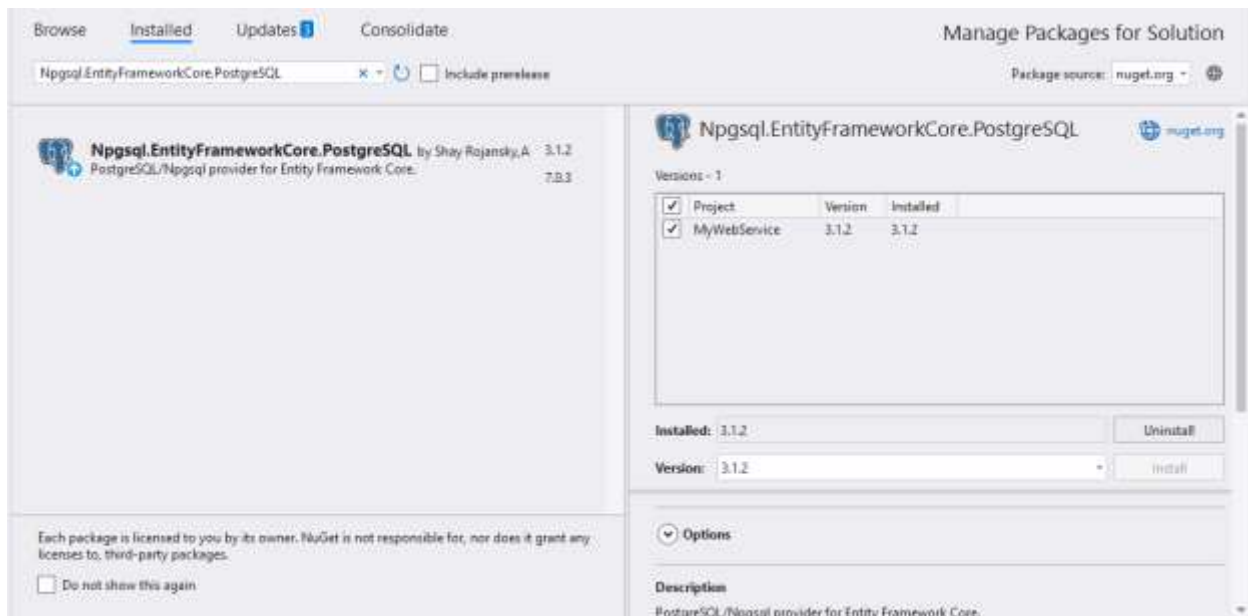 Browse Installed Updates 3 Consolidate
Manage Packages for Solution
Npgsql.EntityFrameworkCore.PostgreSQL
Include prerelease
Package source: nuget.org
Npgsql.EntityFrameworkCore.PostgreSQL by Shay Rojansky,A 3.1.2
PostgreSQL/Npgsql provider for Entity Framework Core.
7.0.3
Each package is licensed to you by its owner. NuGet is not responsible for, nor does it grant any
licenses to, third-party packages.
Do not show this again
Npgsql.EntityFrameworkCore.PostgreSQL
nuget.org
Versions - 1
Project Version Installed
MyWebService 3.1.2 3.1.2
Installed: 3.1.2 Uninstall
Version: 3.1.2 Install
Options
Description
PostgreSQL/Npgsql provider for Entity Framework Core.